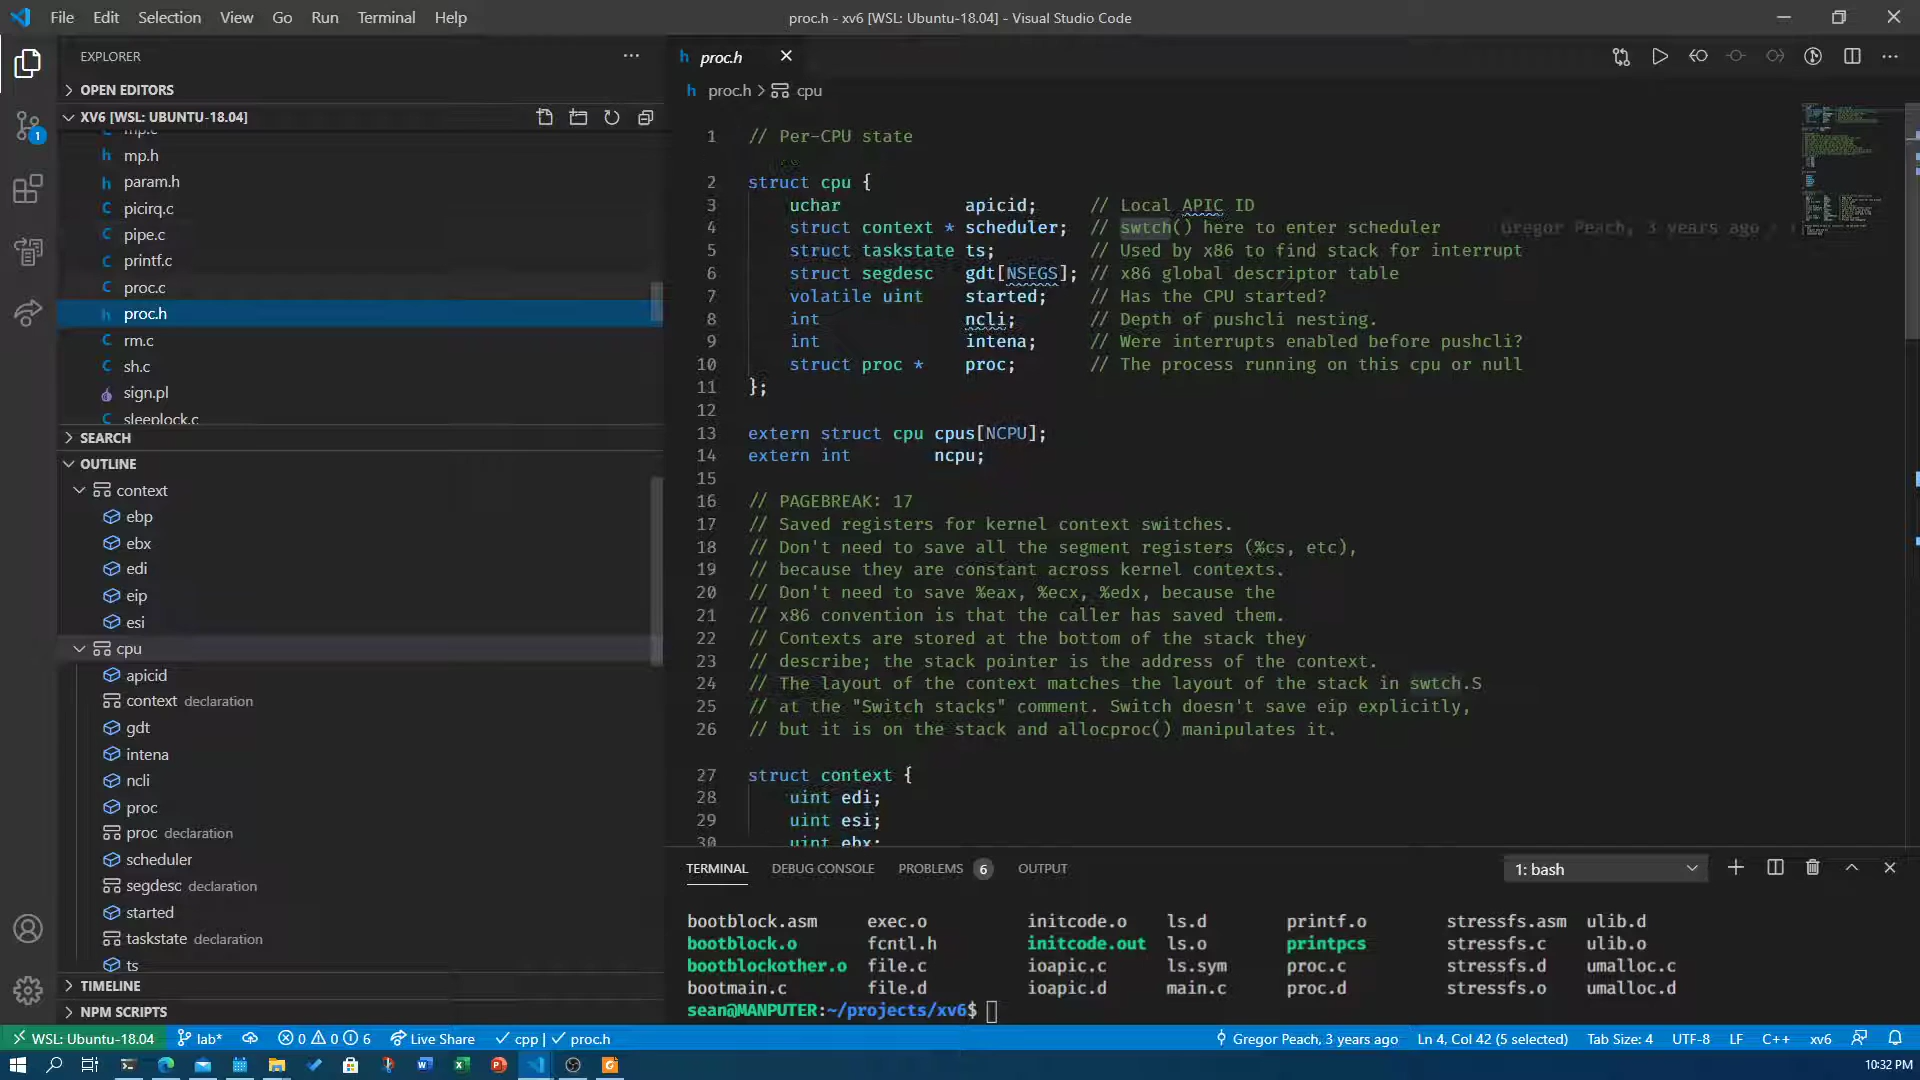 File Edit Selection View Go Run Terminal Help
proc.h - xv6 [WSL: Ubuntu-18.04] - Visual Studio Code
EXPLORER
OPEN EDITORS
XV6 [WSL: UBUNTU-18.04]
mp.c
mp.h
param.h
picirq.c
pipe.c
printf.c
proc.c
proc.h
rm.c
sh.c
sign.pl
sleeplock.c
SEARCH
OUTLINE
context
ebp
ebx
edi
eip
esi
cpu
apicid
context declaration
gdt
intena
ncli
proc
proc declaration
scheduler
segdesc declaration
started
taskstate declaration
ts
TIMELINE
NPM SCRIPTS
proc.h
proc.h > cpu
1 // Per-CPU state
2 struct cpu {
3 uchar apicid; // Local APIC ID
4 struct context * scheduler; // swtch() here to enter scheduler Gregor Peach, 3 years ago
5 struct taskstate ts; // Used by x86 to find stack for interrupt
6 struct segdesc gdt[NSEGS]; // x86 global descriptor table
7 volatile uint started; // Has the CPU started?
8 int ncli; // Depth of pushcli nesting.
9 int intena; // Were interrupts enabled before pushcli?
10 struct proc * proc; // The process running on this cpu or null
11 };
12
13 extern struct cpu cpus[NCPU];
14 extern int ncpu;
15
16 // PAGEBREAK: 17
17 // Saved registers for kernel context switches.
18 // Don't need to save all the segment registers (%cs, etc),
19 // because they are constant across kernel contexts.
20 // Don't need to save %eax, %ecx, %edx, because the
21 // x86 convention is that the caller has saved them.
22 // Contexts are stored at the bottom of the stack they
23 // describe; the stack pointer is the address of the context.
24 // The layout of the context matches the layout of the stack in swtch.S
25 // at the "Switch stacks" comment. Switch doesn't save eip explicitly,
26 // but it is on the stack and allocproc() manipulates it.
27 struct context {
28 uint edi;
29 uint esi;
30 uint ebx;
TERMINAL DEBUG CONSOLE PROBLEMS 6 OUTPUT
1: bash
bootblock.asm exec.o initcode.o ls.d printf.o stressfs.asm ulib.d
bootblock.o fcntl.h initcode.out ls.o printpcs stressfs.c ulib.o
bootblockother.o file.c ioapic.c ls.sym proc.c stressfs.d umalloc.c
bootmain.c file.d ioapic.d main.c proc.d stressfs.o umalloc.d
sean@MANPUTER:~/projects/xv6$
WSL: Ubuntu-18.04 lab* 0 0 6 Live Share cpp | proc.h
Gregor Peach, 3 years ago Ln 4, Col 42 (5 selected) Tab Size: 4 UTF-8 LF C++ xv6
10:32 PM